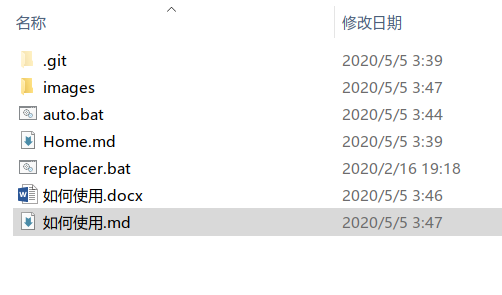 名称 修改日期
.git 2020/5/5 3:39
images 2020/5/5 3:47
auto.bat 2020/5/5 3:44
Home.md 2020/5/5 3:39
replacer.bat 2020/2/16 19:18
如何使用.docx 2020/5/5 3:46
如何使用.md 2020/5/5 3:47